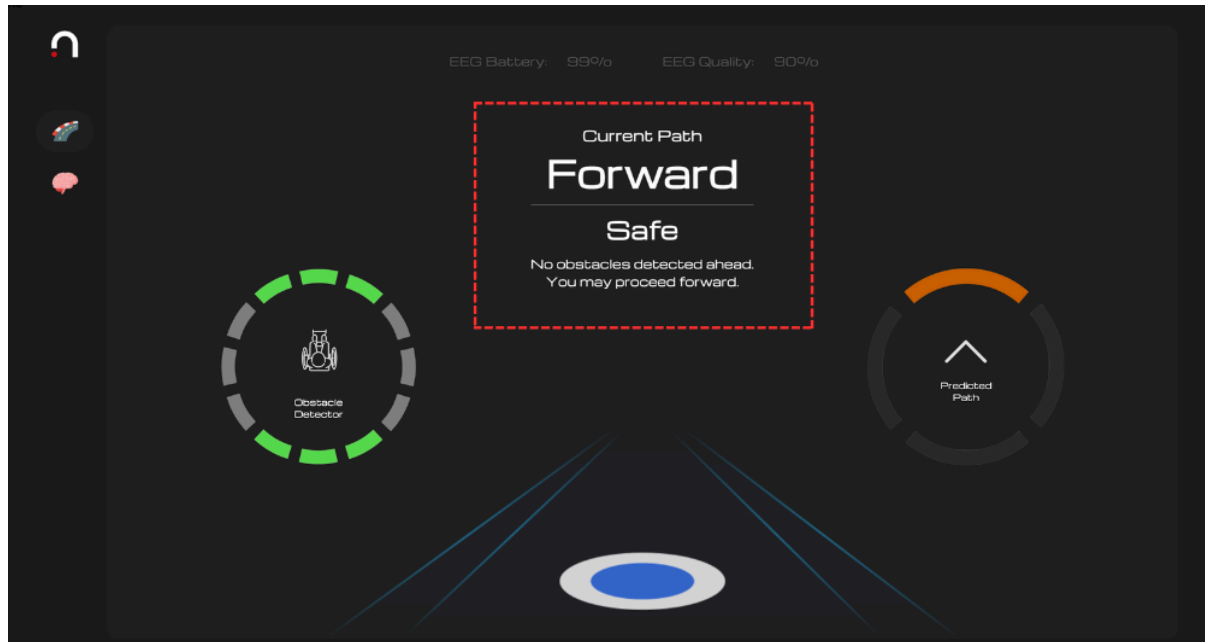 EEG Battery: 99% EEG Quality: 90%
Current Path
Forward
Safe
No obstacles detected ahead.
You may proceed forward.
Obstacle
Detector
Predicted
Path